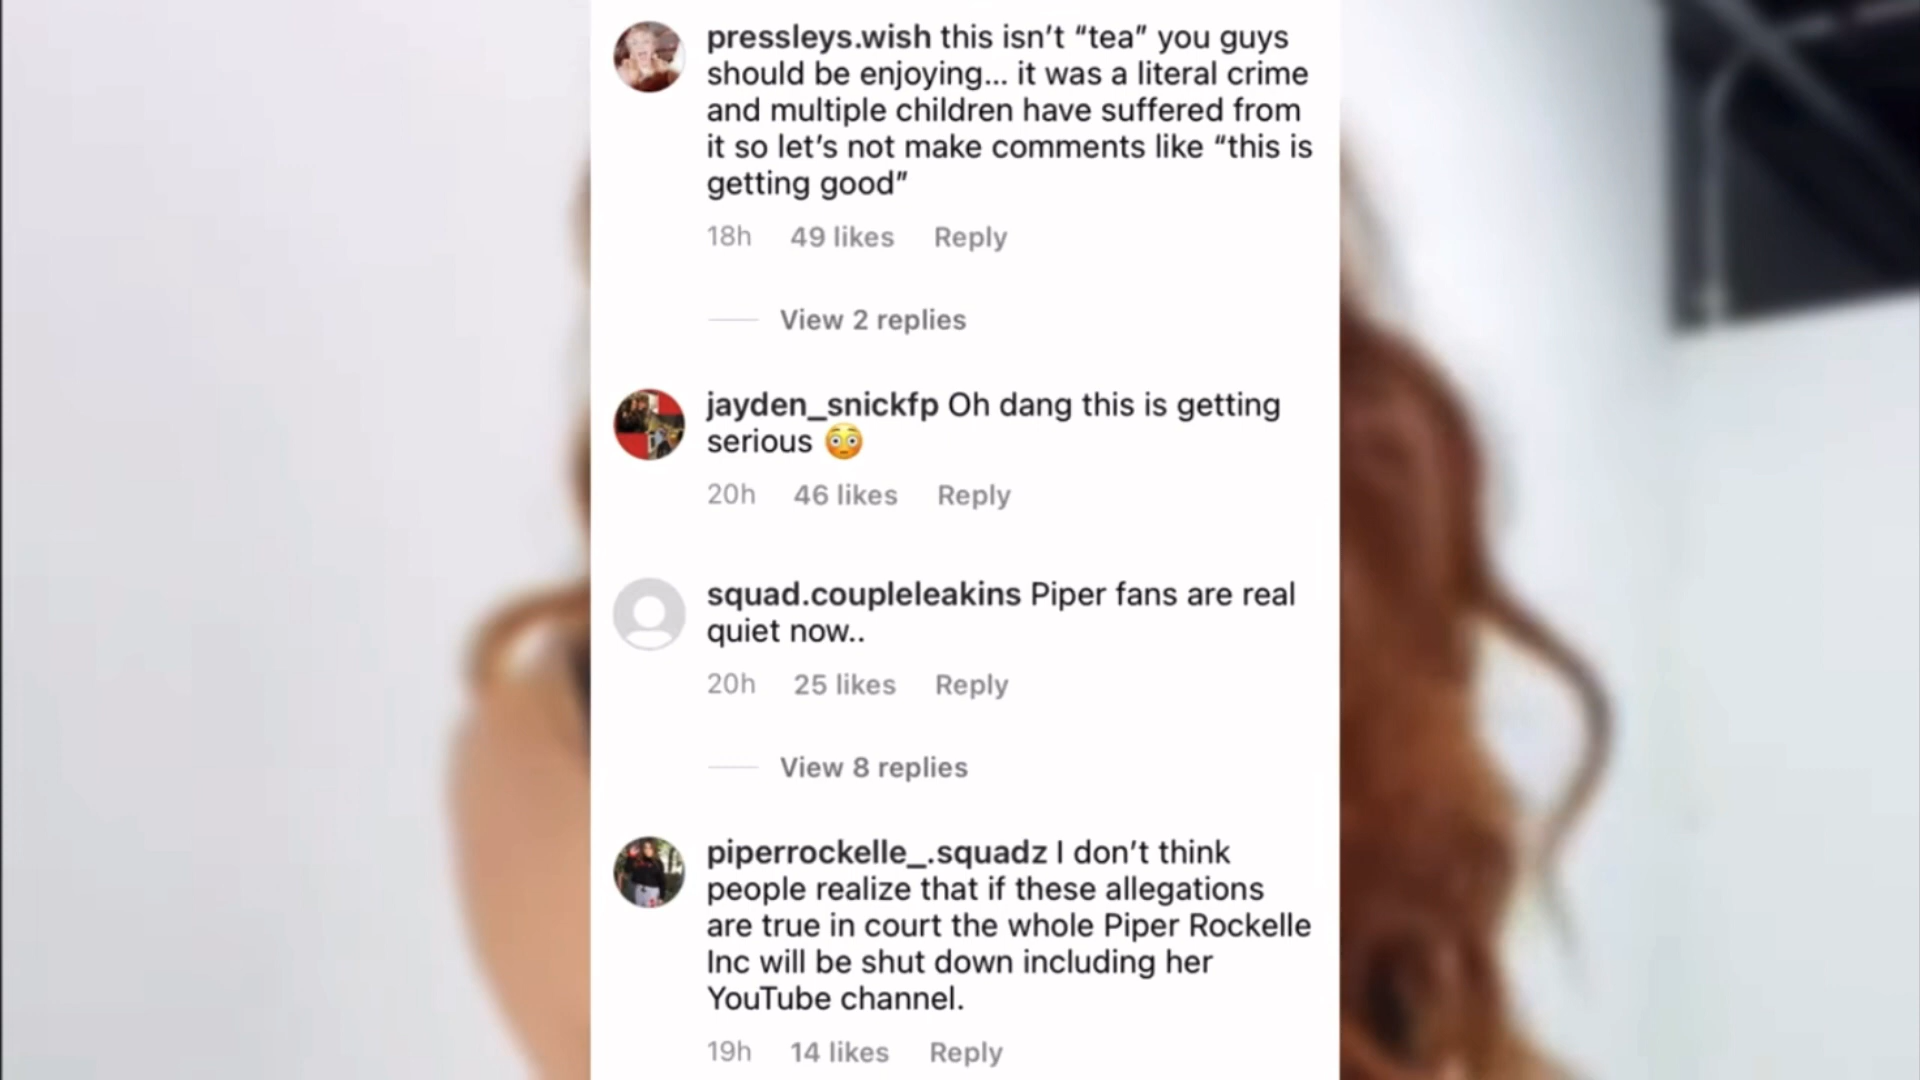 pressleys.wish this isn’t “tea” you guys
should be enjoying... it was a literal crime
and multiple children have suffered from
it so let’s not make comments like “this is
getting good”
18h 49 likes Reply
View 2 replies
jayden_snickfp Oh dang this is getting
serious 😳
20h 46 likes Reply
squad.coupleleakins Piper fans are real
quiet now..
20h 25 likes Reply
View 8 replies
piperrockelle_.squadz I don’t think
people realize that if these allegations
are true in court the whole Piper Rockelle
Inc will be shut down including her
YouTube channel.
19h 14 likes Reply